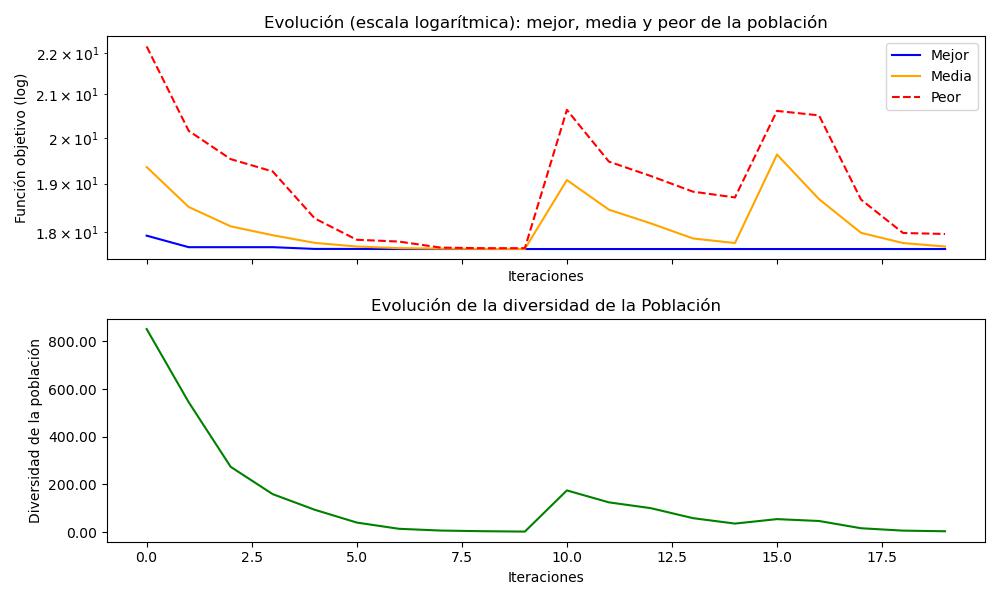 Evolución (escala logarítmica): mejor, media y peor de la población
Función objetivo (log)
2.2 × 10¹
2.1 × 10¹
2 × 10¹
1.9 × 10¹
1.8 × 10¹
Mejor
Media
Peor
Iteraciones
Evolución de la diversidad de la Población
Diversidad de la población
800.00
600.00
400.00
200.00
0.00
0.0 2.5 5.0 7.5 10.0 12.5 15.0 17.5
Iteraciones